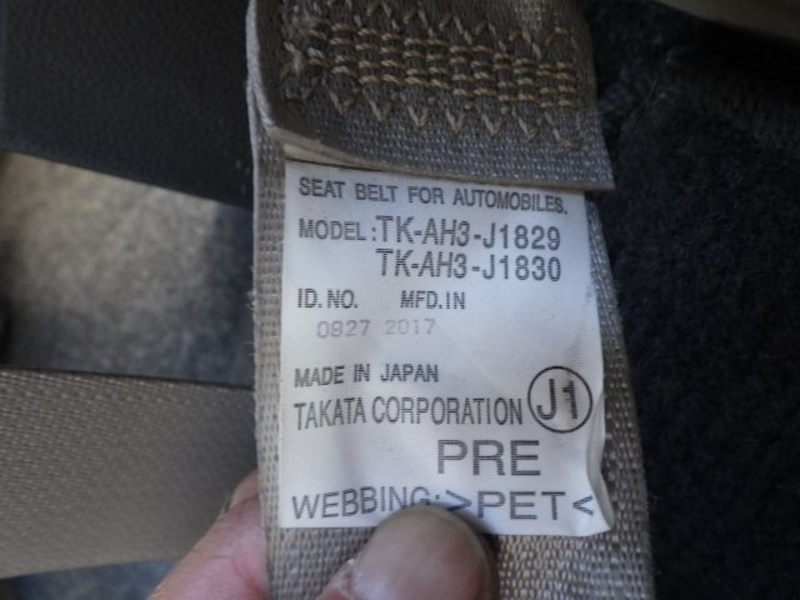 SEAT BELT FOR AUTOMOBILES.
MODEL:TK-AH3-J1829
TK-AH3-J1830
ID. NO. MFD. IN
0827 2017
MADE IN JAPAN
TAKATA CORPORATION J1
PRE
WEBBING:>PET<